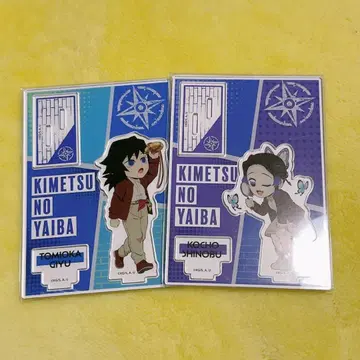 KIMETSU
NO
YAIBA
TOMIOKA
GIYU
KIMETSU
NO
YAIBA
KOCHO
SHINOBU